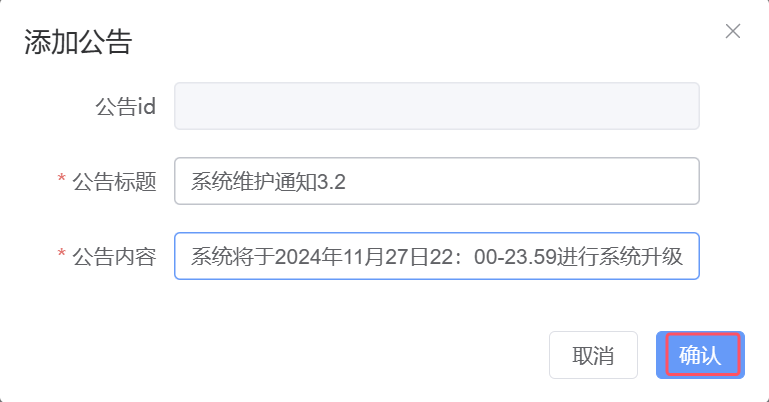 添加公告
公告id
* 公告标题 系统维护通知3.2
* 公告内容 系统将于2024年11月27日22：00-23.59进行系统升级
取消 确认